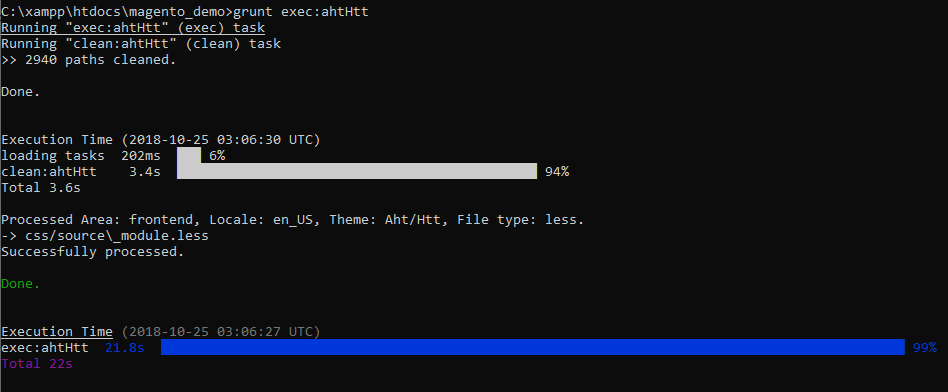 C:\xampp\htdocs\magento_demo>grunt exec:ahtHtt
Running "exec:ahtHtt" (exec) task
Running "clean:ahtHtt" (clean) task
>> 2940 paths cleaned.
Done.
Execution Time (2018-10-25 03:06:30 UTC)
loading tasks  202ms  6%
clean:ahtHtt    3.4s  94%
Total 3.6s
Processed Area: frontend, Locale: en_US, Theme: Aht/Htt, File type: less.
-> css/source\_module.less
Successfully processed.
Done.
Execution Time (2018-10-25 03:06:27 UTC)
exec:ahtHtt  21.8s  99%
Total 22s